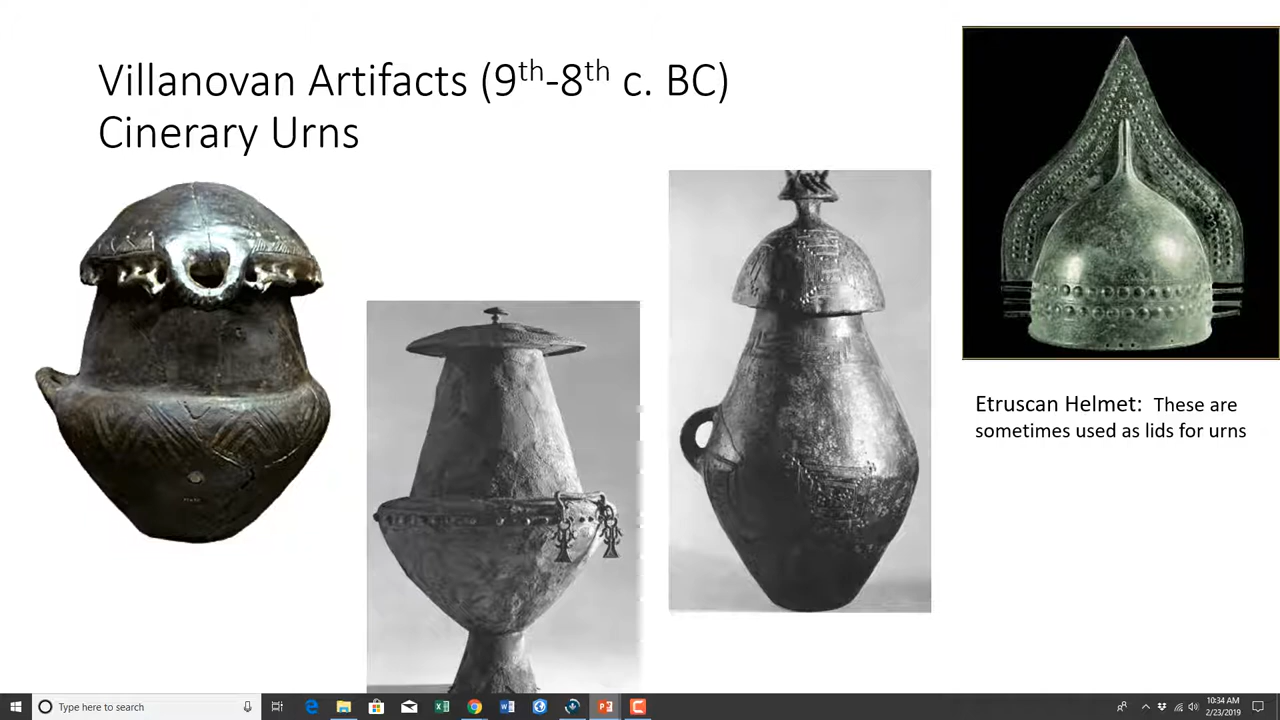 Villanovan Artifacts (9th-8th c. BC)
Cinerary Urns
Etruscan Helmet: These are
sometimes used as lids for urns
Type here to search
10:34 AM
2/23/2019